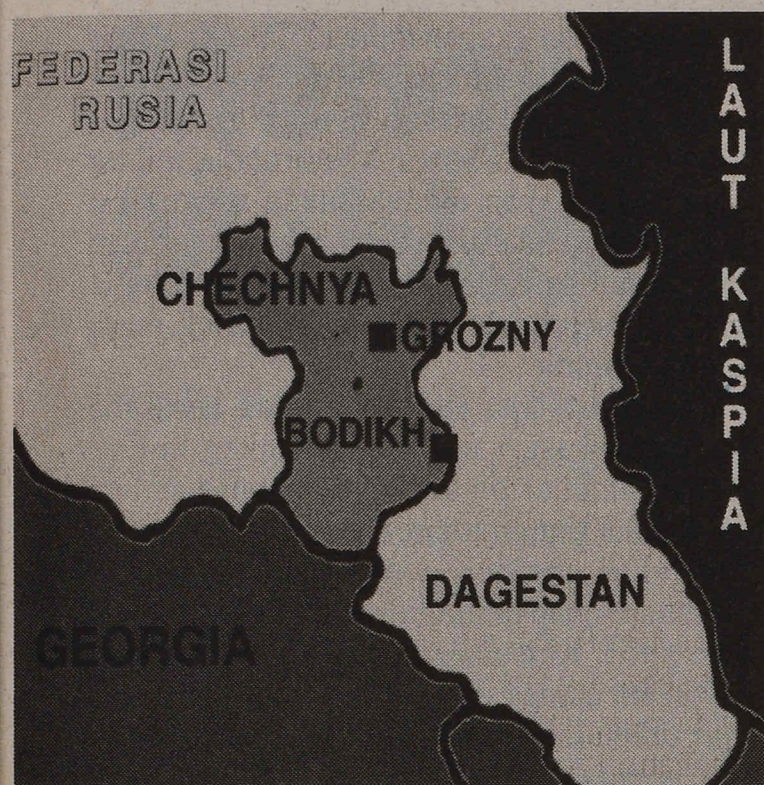 FEDERASI
RUSIA
LAUT KASPIA
CHECHNYA
GROZNY
BODIKH
DAGESTAN
GEORGIA